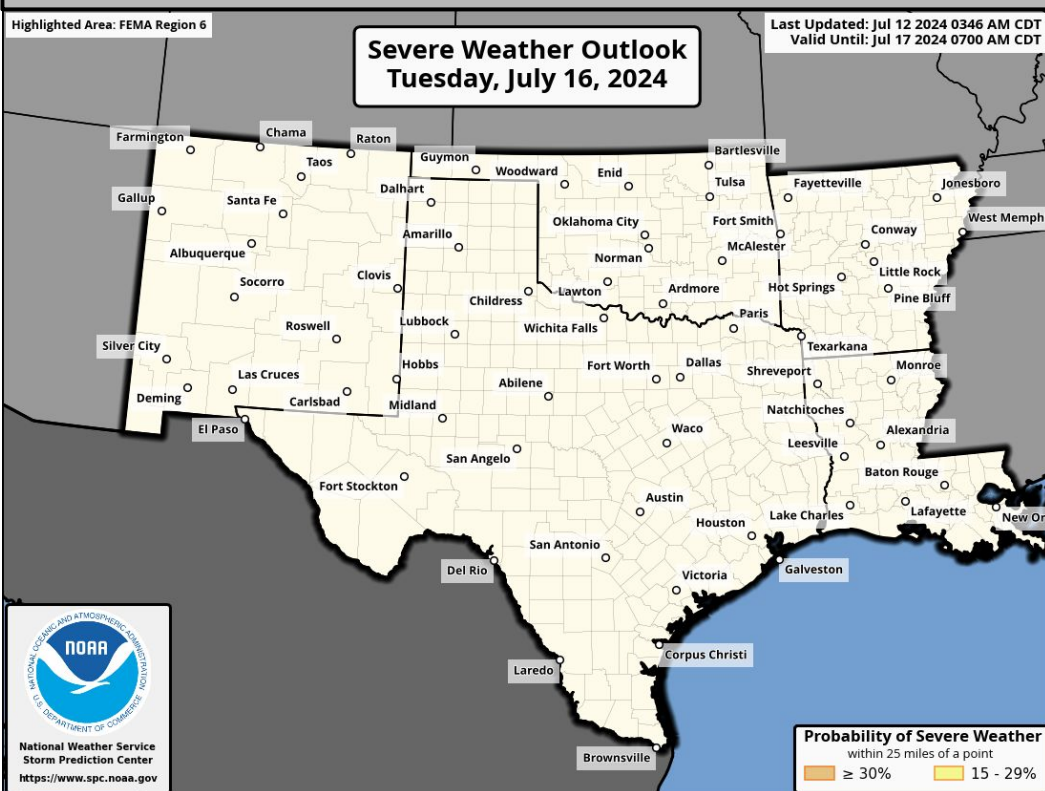 Highlighted Area: FEMA Region 6
Last Updated: Jul 12 2024 0346 AM CDT
Valid Until: Jul 17 2024 0700 AM CDT
Severe Weather Outlook
Tuesday, July 16, 2024
Farmington
Chama
Raton
Taos
Guymon
Woodward
Enid
Bartlesville
Tulsa
Fayetteville
Jonesboro
Gallup
Santa Fe
Dalhart
Oklahoma City
Fort Smith
West Memph
Albuquerque
Amarillo
Norman
McAlester
Conway
Socorro
Clovis
Childress
Lawton
Ardmore
Hot Springs
Little Rock
Pine Bluff
Roswell
Lubbock
Wichita Falls
Paris
Texarkana
Silver City
Hobbs
Fort Worth
Dallas
Shreveport
Monroe
Las Cruces
Abilene
Deming
Carlsbad
Midland
Natchitoches
El Paso
Waco
Leesville
Alexandria
San Angelo
Fort Stockton
Baton Rouge
Austin
Houston
Lake Charles
Lafayette
New Or
San Antonio
Del Rio
Galveston
Victoria
Corpus Christi
Laredo
Brownsville
NATIONAL OCEANIC AND ATMOSPHERIC ADMINISTRATION
NOAA
U.S. DEPARTMENT OF COMMERCE
National Weather Service
Storm Prediction Center
https://www.spc.noaa.gov
Probability of Severe Weather
within 25 miles of a point
≥ 30%
15 - 29%